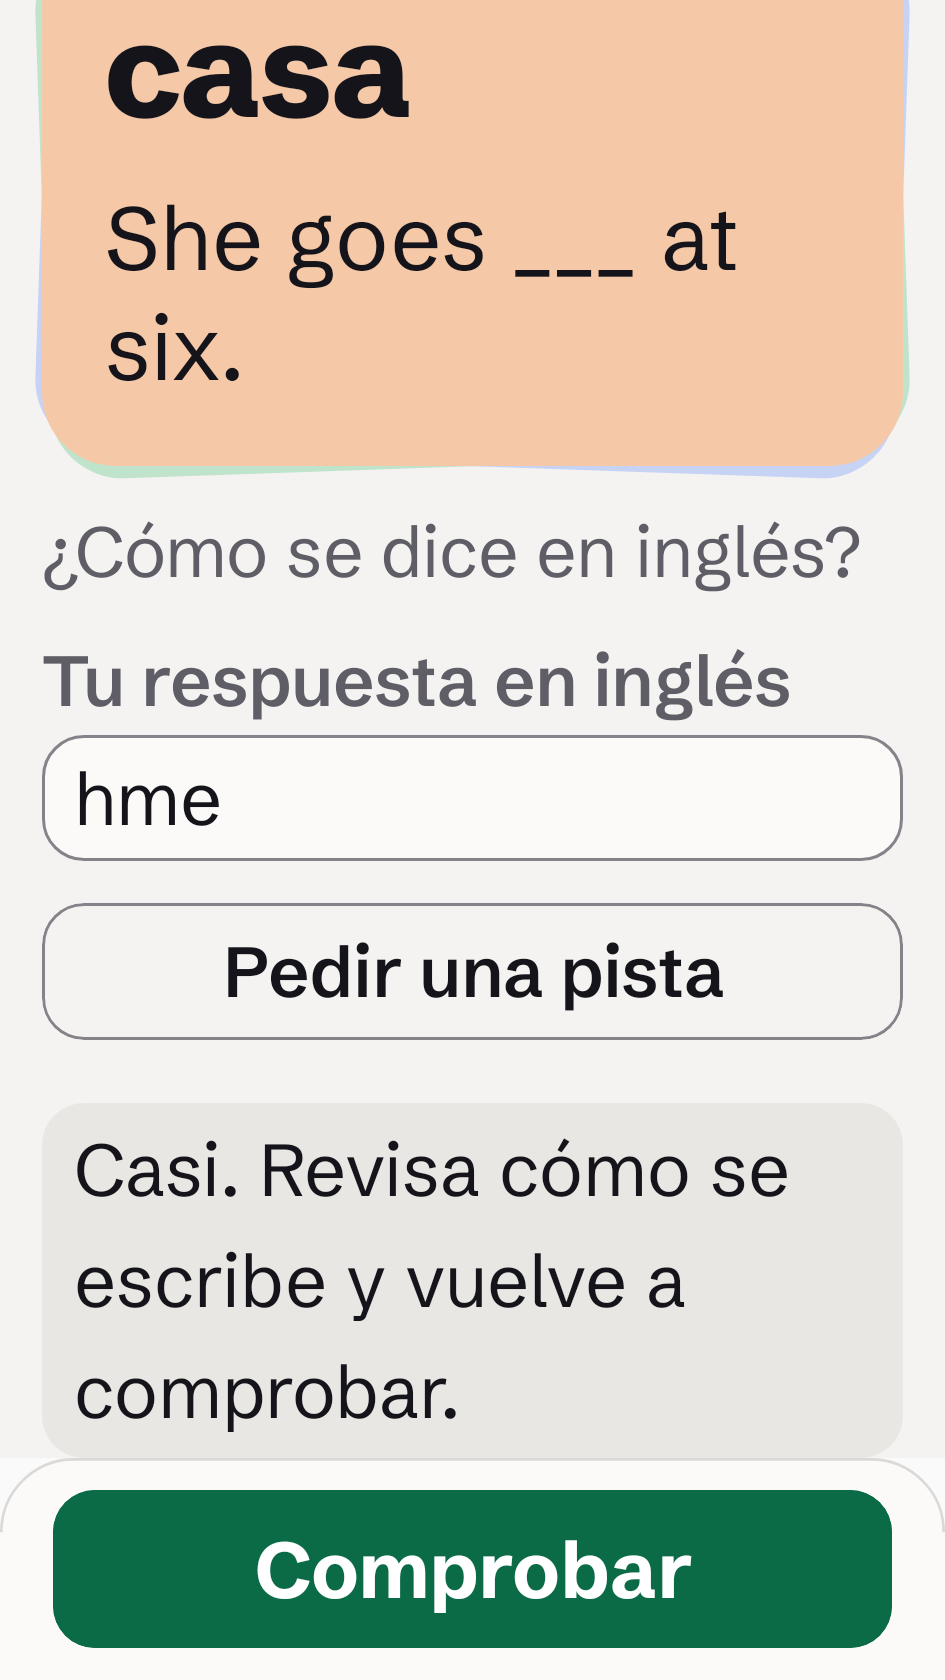 casa
She goes ___ at
six.
¿Cómo se dice en inglés?
Tu respuesta en inglés
hme
Pedir una pista
Casi. Revisa cómo se
escribe y vuelve a
comprobar.
Comprobar